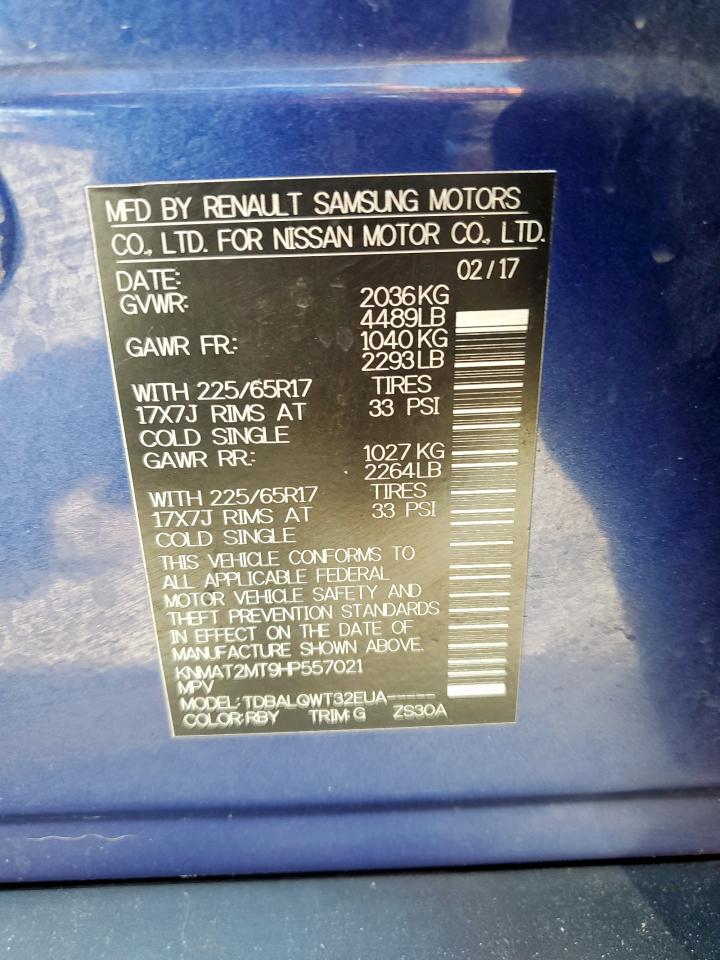 MFD BY RENAULT SAMSUNG MOTORS
CO., LTD. FOR NISSAN MOTOR CO., LTD.
DATE: 02/17
GVWR: 2036KG
4489LB
GAWR FR.: 1040KG
2293LB
WITH 225/65R17 TIRES
17X7J RIMS AT 33 PSI
COLD SINGLE
GAWR RR.: 1027KG
2264LB
WITH 225/65R17 TIRES
17X7J RIMS AT 33 PSI
COLD SINGLE
THIS VEHICLE CONFORMS TO
ALL APPLICABLE FEDERAL
MOTOR VEHICLE SAFETY AND
THEFT PREVENTION STANDARDS
IN EFFECT ON THE DATE OF
MANUFACTURE SHOWN ABOVE.
KNMAT2MT9HP557021
MPV
MODEL: TDBALQWT32EUA-----
COLOR: RBY TRIM: G ZS30A